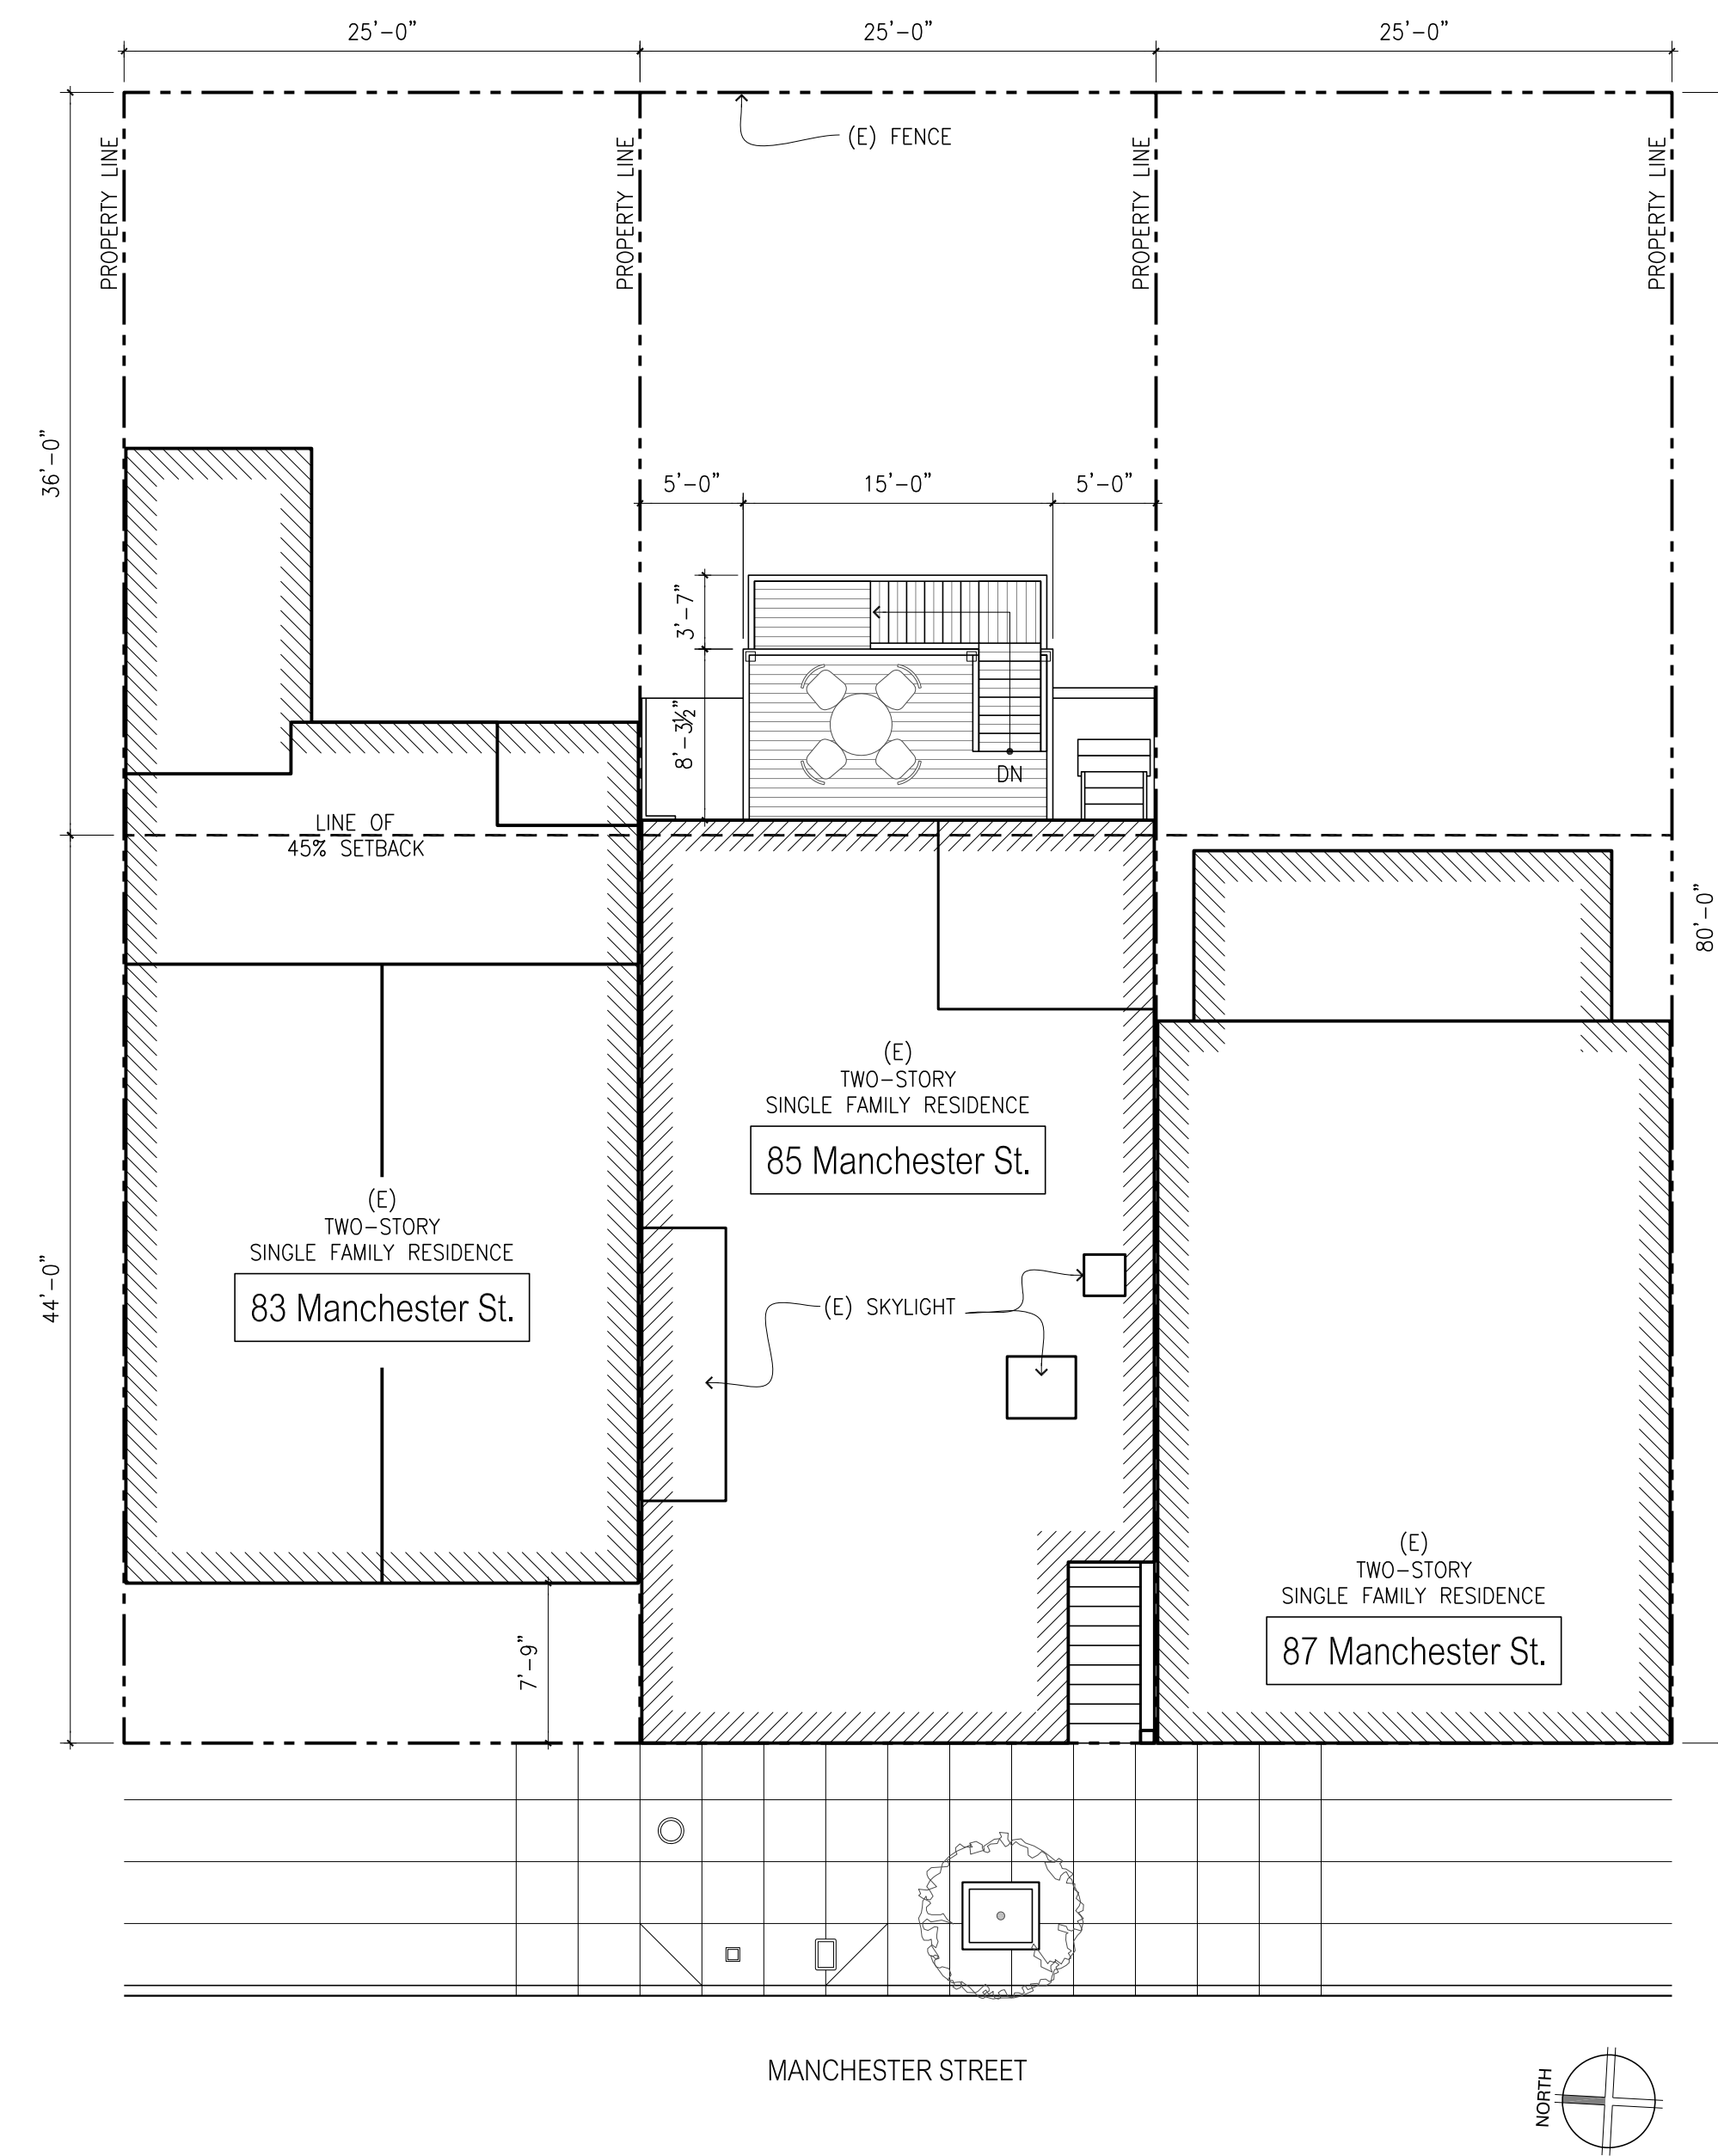 25'-0"
25'-0"
25'-0"
(E) FENCE
PROPERTY LINE
PROPERTY LINE
PROPERTY LINE
PROPERTY LINE
36'-0"
5'-0"
15'-0"
5'-0"
3'-7"
8'-3½"
DN
LINE OF
45% SETBACK
80'-0"
(E)
TWO-STORY
SINGLE FAMILY RESIDENCE
85 Manchester St.
(E)
TWO-STORY
SINGLE FAMILY RESIDENCE
83 Manchester St.
44'-0"
(E) SKYLIGHT
(E)
TWO-STORY
SINGLE FAMILY RESIDENCE
87 Manchester St.
7'-9"
MANCHESTER STREET
NORTH